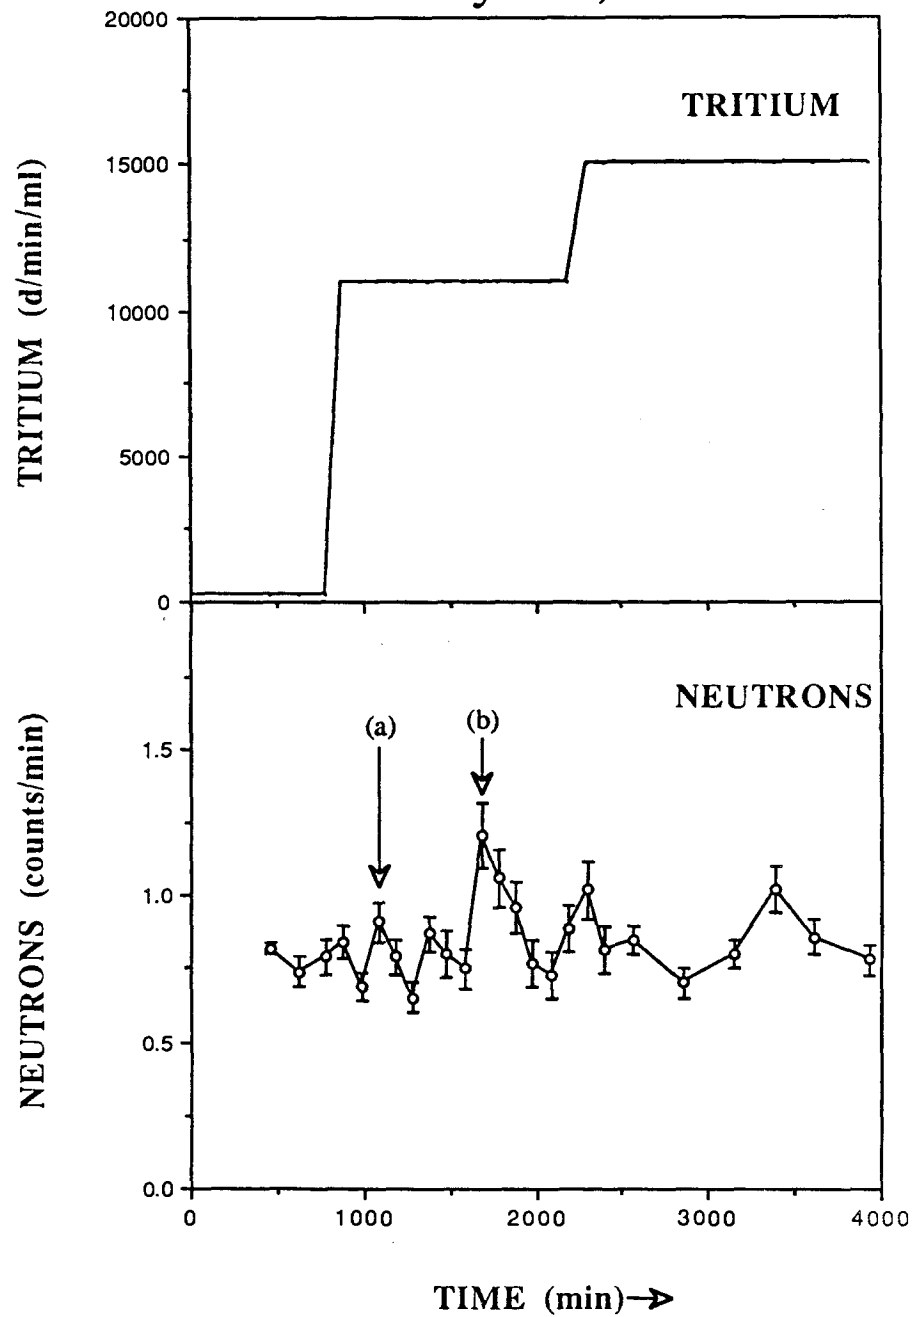 20000
TRITIUM
15000
10000
5000
0
TRITIUM (d/min/ml)
NEUTRONS
(a)
(b)
1.5
1.0
0.5
0.0
NEUTRONS (counts/min)
0 1000 2000 3000 4000
TIME (min)→